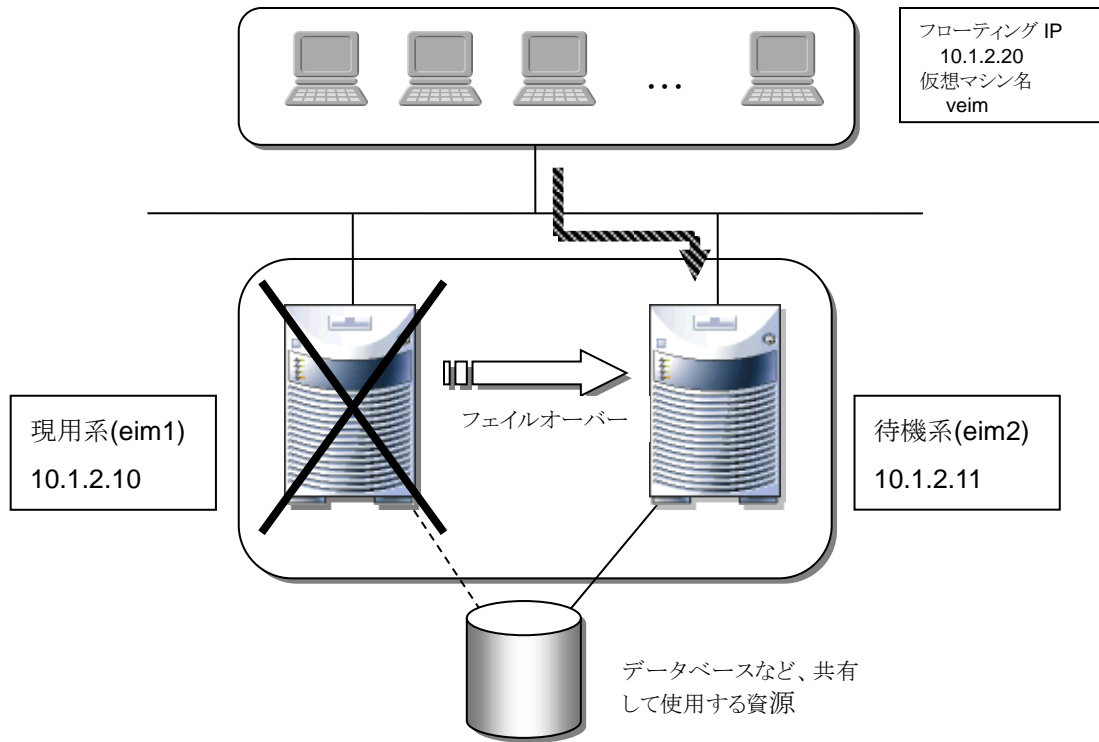 フローティング IP
10.1.2.20
仮想マシン名
veim
…
フェイルオーバー
現用系(eim1)
10.1.2.10
待機系(eim2)
10.1.2.11
データベースなど、共有
して使用する資源